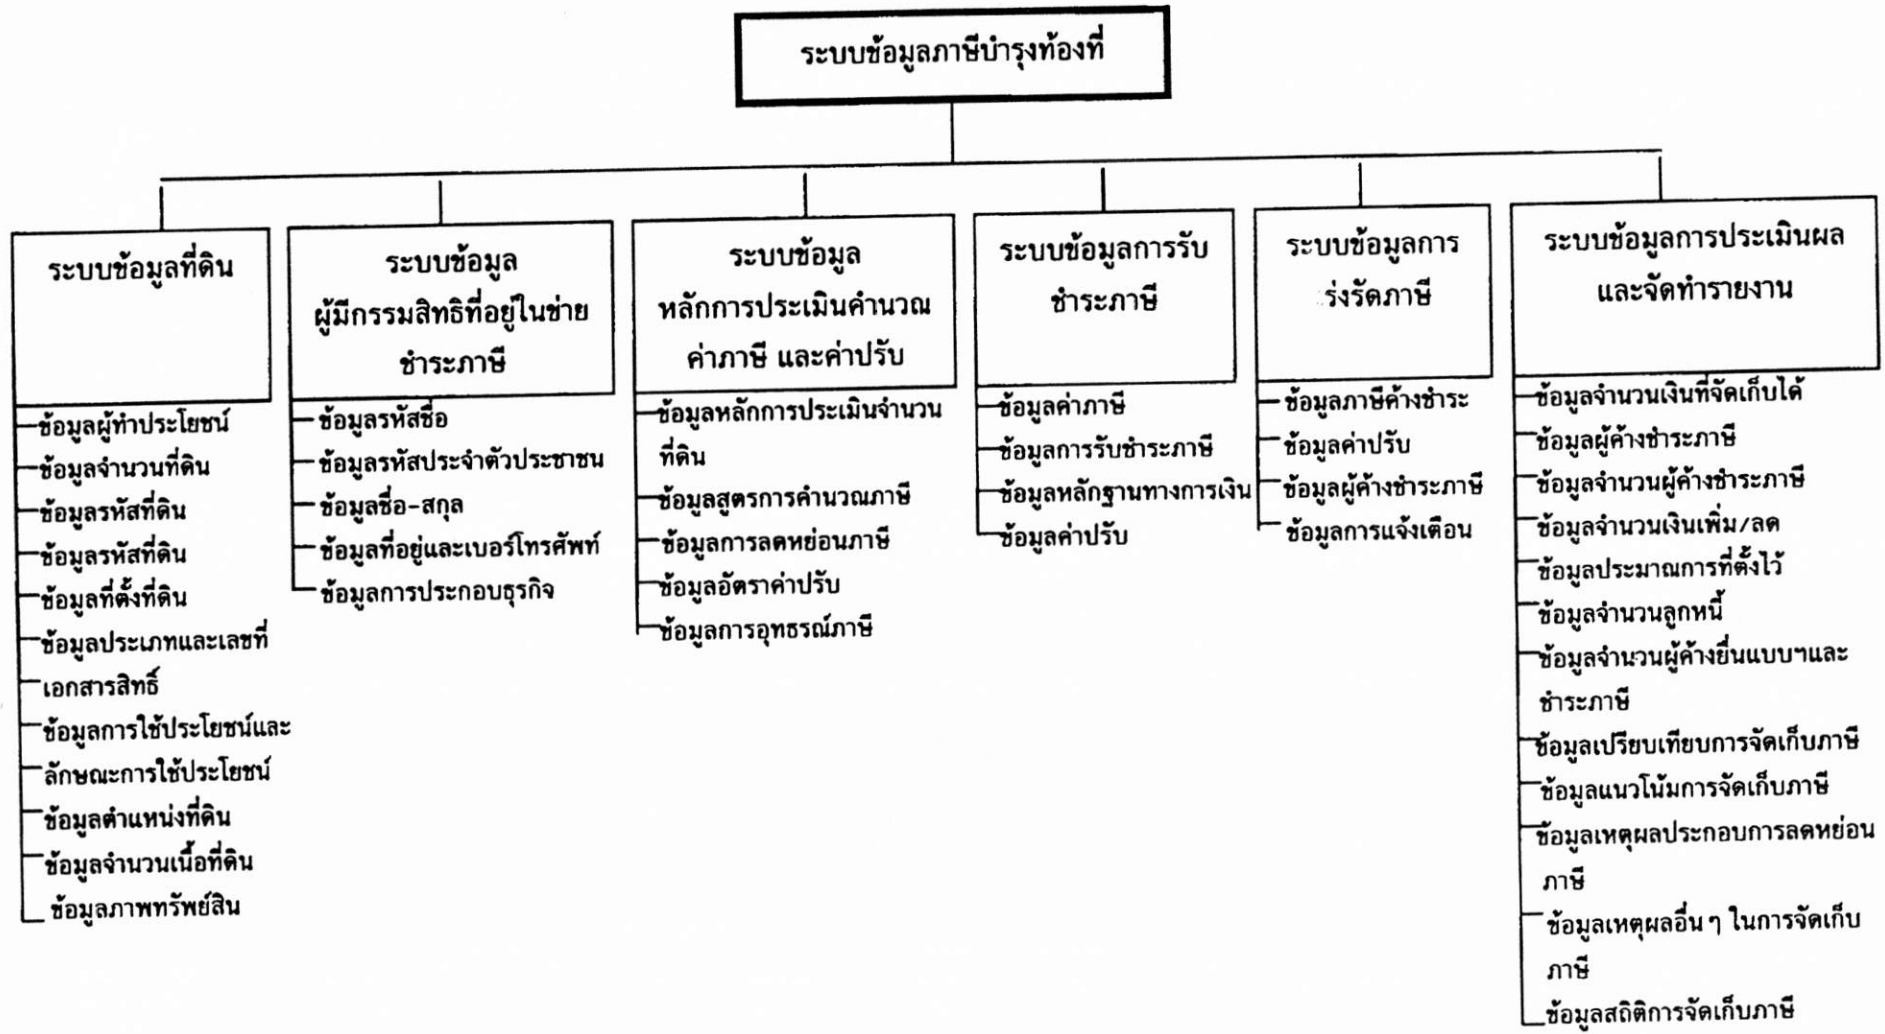 ระบบข้อมูลภาษีบำรุงท้องที่
ระบบข้อมูลที่ดิน
ข้อมูลผู้ทำประโยชน์
ข้อมูลจำนวนที่ดิน
ข้อมูลรหัสที่ดิน
ข้อมูลรหัสที่ดิน
ข้อมูลที่ตั้งที่ดิน
ข้อมูลประเภทและเลขที่
เอกสารสิทธิ์
ข้อมูลการใช้ประโยชน์และ
ลักษณะการใช้ประโยชน์
ข้อมูลตำแหน่งที่ดิน
ข้อมูลจำนวนเนื้อที่ดิน
ข้อมูลภาพทรัพย์สิน
ระบบข้อมูล
ผู้มีกรรมสิทธิที่อยู่ในข่าย
ชำระภาษี
ข้อมูลรหัสชื่อ
ข้อมูลรหัสประจำตัวประชาชน
ข้อมูลชื่อ-สกุล
ข้อมูลที่อยู่และเบอร์โทรศัพท์
ข้อมูลการประกอบธุรกิจ
ระบบข้อมูล
หลักการประเมินคำนวณ
ค่าภาษี และค่าปรับ
ข้อมูลหลักการประเมินจำนวน
ที่ดิน
ข้อมูลสูตรการคำนวณภาษี
ข้อมูลการลดหย่อนภาษี
ข้อมูลอัตราค่าปรับ
ข้อมูลการอุทธรณ์ภาษี
ระบบข้อมูลการรับ
ชำระภาษี
ข้อมูลค่าภาษี
ข้อมูลการรับชำระภาษี
ข้อมูลหลักฐานทางการเงิน
ข้อมูลค่าปรับ
ระบบข้อมูลการ
เร่งรัดภาษี
ข้อมูลภาษีค้างชำระ
ข้อมูลค่าปรับ
ข้อมูลผู้ค้างชำระภาษี
ข้อมูลการแจ้งเตือน
ระบบข้อมูลการประเมินผล
และจัดทำรายงาน
ข้อมูลจำนวนเงินที่จัดเก็บได้
ข้อมูลผู้ค้างชำระภาษี
ข้อมูลจำนวนผู้ค้างชำระภาษี
ข้อมูลจำนวนเงินเพิ่ม/ลด
ข้อมูลประมาณการที่ตั้งไว้
ข้อมูลจำนวนลูกหนี้
ข้อมูลจำนวนผู้ค้างยื่นแบบฯและ
ชำระภาษี
ข้อมูลเปรียบเทียบการจัดเก็บภาษี
ข้อมูลแนวโน้มการจัดเก็บภาษี
ข้อมูลเหตุผลประกอบการลดหย่อน
ภาษี
ข้อมูลเหตุผลอื่น ๆ ในการจัดเก็บ
ภาษี
ข้อมูลสถิติการจัดเก็บภาษี